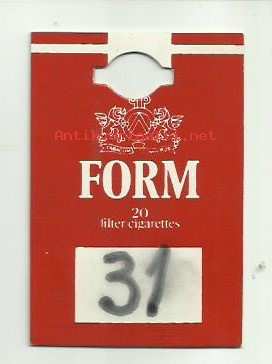 Antikvariaatti.net
FORM
20
filter cigarettes
31